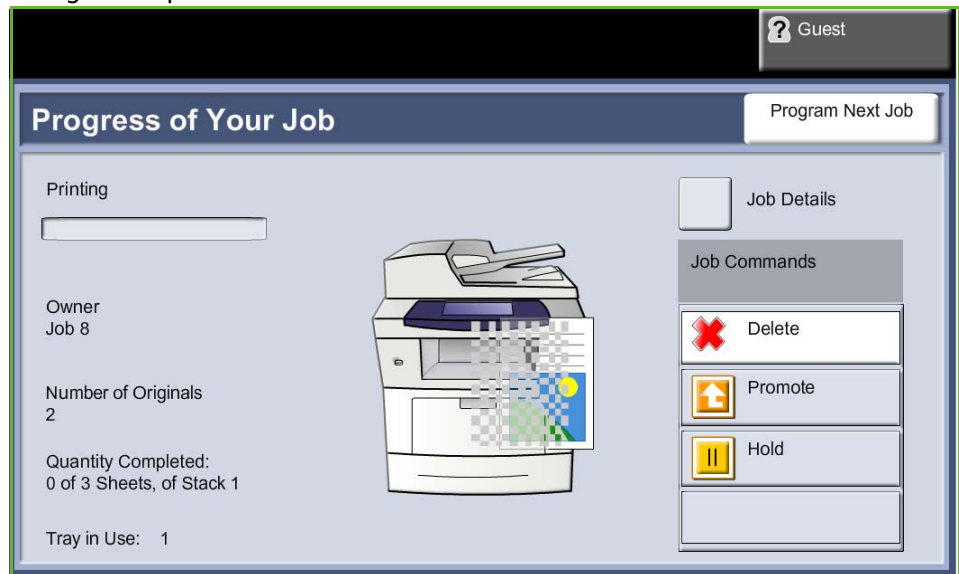 Guest
Progress of Your Job
Program Next Job
Printing
Job Details
Job Commands
Owner
Job 8
Delete
Number of Originals
2
Promote
Quantity Completed:
0 of 3 Sheets, of Stack 1
Hold
Tray in Use: 1